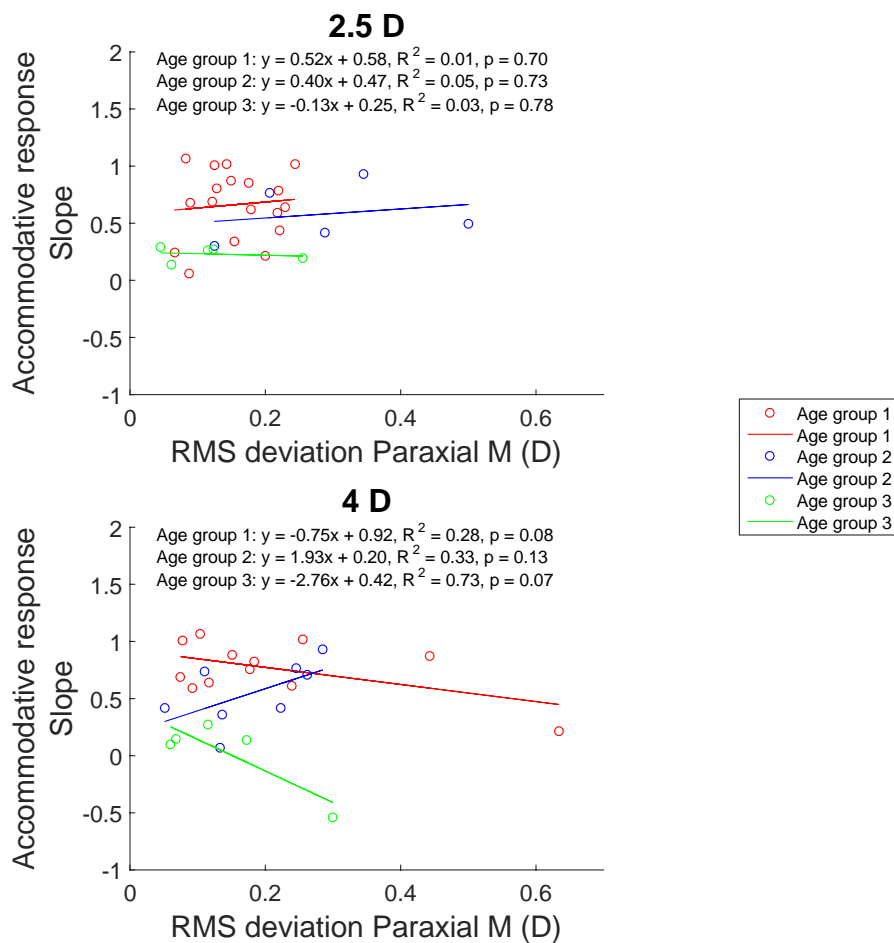 2.5 D
Age group 1: y = 0.52x + 0.58, R² = 0.01, p = 0.70
Age group 2: y = 0.40x + 0.47, R² = 0.05, p = 0.73
Age group 3: y = -0.13x + 0.25, R² = 0.03, p = 0.78
2
1.5
1
0.5
0
-0.5
-1
Accommodative response
Slope
0
0.2
0.4
0.6
RMS deviation Paraxial M (D)
Age group 1
Age group 1
Age group 2
Age group 2
Age group 3
Age group 3
4 D
Age group 1: y = -0.75x + 0.92, R² = 0.28, p = 0.08
Age group 2: y = 1.93x + 0.20, R² = 0.33, p = 0.13
Age group 3: y = -2.76x + 0.42, R² = 0.73, p = 0.07
2
1.5
1
0.5
0
-0.5
-1
Accommodative response
Slope
0
0.2
0.4
0.6
RMS deviation Paraxial M (D)